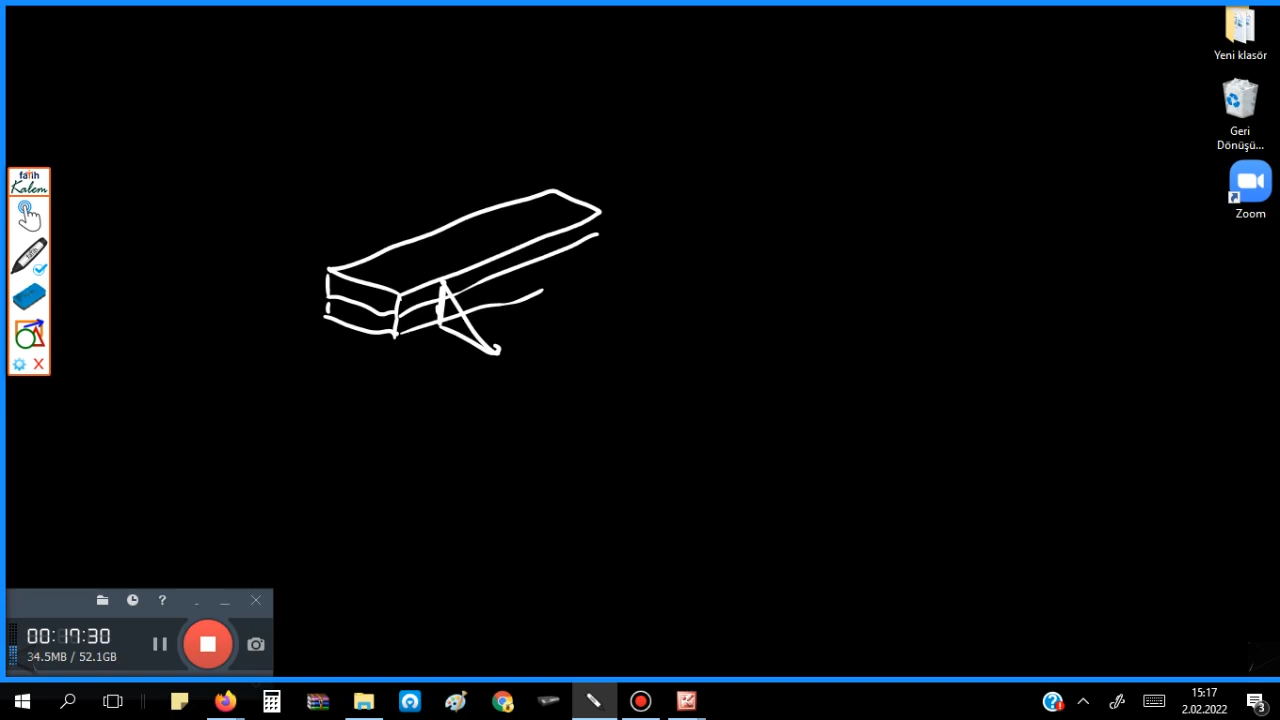 Yeni klasör
Geri
Dönüşü...
Zoom
fatih
Kalem
?
00:17:30
34.5MB / 52.1GB
15:17
2.02.2022
3